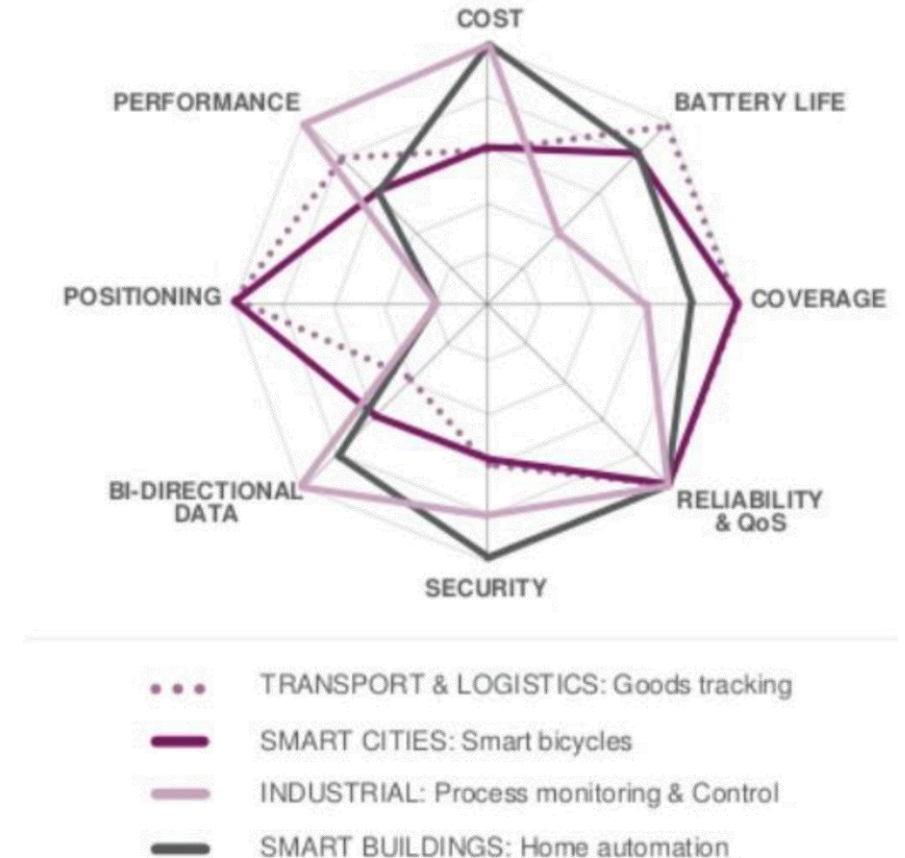 COST
PERFORMANCE
BATTERY LIFE
POSITIONING
COVERAGE
BI-DIRECTIONAL
DATA
RELIABILITY
& QoS
SECURITY
TRANSPORT & LOGISTICS: Goods tracking
SMART CITIES: Smart bicycles
INDUSTRIAL: Process monitoring & Control
SMART BUILDINGS: Home automation